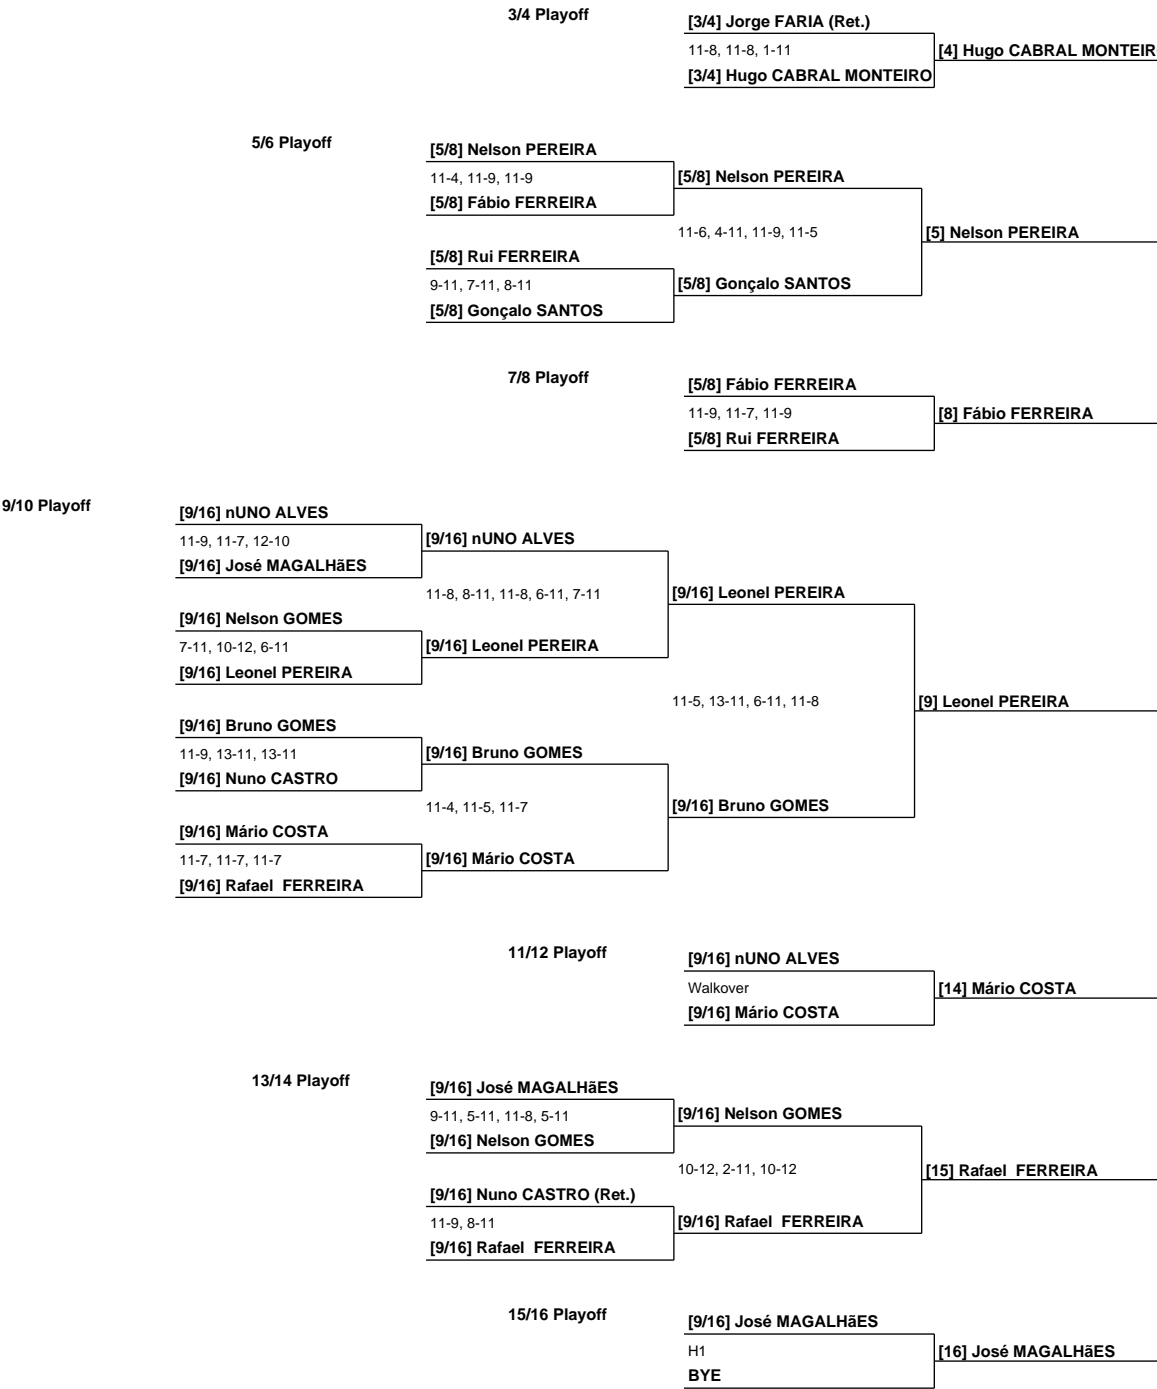 3/4 Playoff
[3/4] Jorge FARIA (Ret.)
11-8, 11-8, 1-11
[4] Hugo CABRAL MONTEIR
[3/4] Hugo CABRAL MONTEIRO
5/6 Playoff
[5/8] Nelson PEREIRA
11-4, 11-9, 11-9
[5/8] Nelson PEREIRA
[5/8] Fábio FERREIRA
11-6, 4-11, 11-9, 11-5
[5] Nelson PEREIRA
[5/8] Rui FERREIRA
9-11, 7-11, 8-11
[5/8] Gonçalo SANTOS
[5/8] Gonçalo SANTOS
7/8 Playoff
[5/8] Fábio FERREIRA
11-9, 11-7, 11-9
[8] Fábio FERREIRA
[5/8] Rui FERREIRA
9/10 Playoff
[9/16] nUNO ALVES
11-9, 11-7, 12-10
[9/16] nUNO ALVES
[9/16] José MAGALHãES
11-8, 8-11, 11-8, 6-11, 7-11
[9/16] Leonel PEREIRA
[9/16] Nelson GOMES
7-11, 10-12, 6-11
[9/16] Leonel PEREIRA
[9/16] Leonel PEREIRA
11-5, 13-11, 6-11, 11-8
[9] Leonel PEREIRA
[9/16] Bruno GOMES
11-9, 13-11, 13-11
[9/16] Bruno GOMES
[9/16] Nuno CASTRO
11-4, 11-5, 11-7
[9/16] Bruno GOMES
[9/16] Mário COSTA
11-7, 11-7, 11-7
[9/16] Mário COSTA
[9/16] Rafael  FERREIRA
11/12 Playoff
[9/16] nUNO ALVES
Walkover
[14] Mário COSTA
[9/16] Mário COSTA
13/14 Playoff
[9/16] José MAGALHãES
9-11, 5-11, 11-8, 5-11
[9/16] Nelson GOMES
[9/16] Nelson GOMES
10-12, 2-11, 10-12
[15] Rafael  FERREIRA
[9/16] Nuno CASTRO (Ret.)
11-9, 8-11
[9/16] Rafael  FERREIRA
[9/16] Rafael  FERREIRA
15/16 Playoff
[9/16] José MAGALHãES
H1
[16] José MAGALHãES
BYE